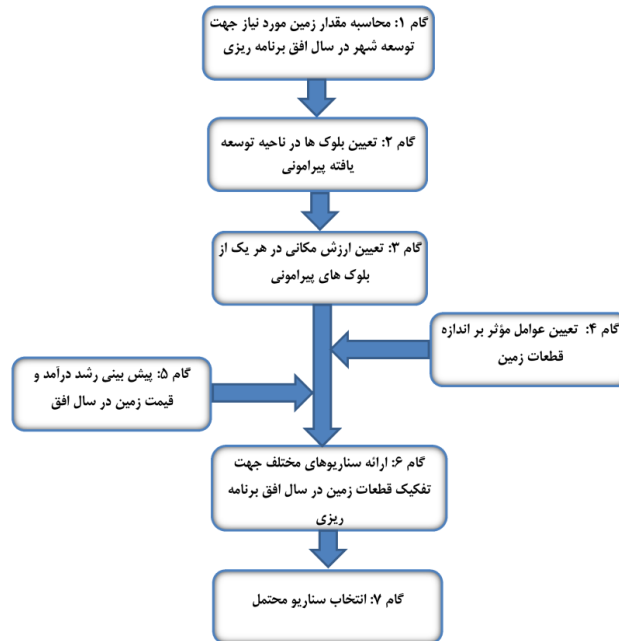 گام ۱: محاسبه مقدار زمین مورد نیاز جهت
توسعه شهر در سال افق برنامه ریزی
گام ۲: تعیین بلوک ها در ناحیه توسعه
یافته پیرامونی
گام ۳: تعیین ارزش مکانی در هر یک از
بلوک های پیرامونی
گام ۴: تعیین عوامل مؤثر بر اندازه
قطعات زمین
گام ۵: پیش بینی رشد درآمد و
قیمت زمین در سال افق
گام ۶: ارائه سناریوهای مختلف جهت
تفکیک قطعات زمین در سال افق برنامه
ریزی
گام ۷: انتخاب سناریو محتمل